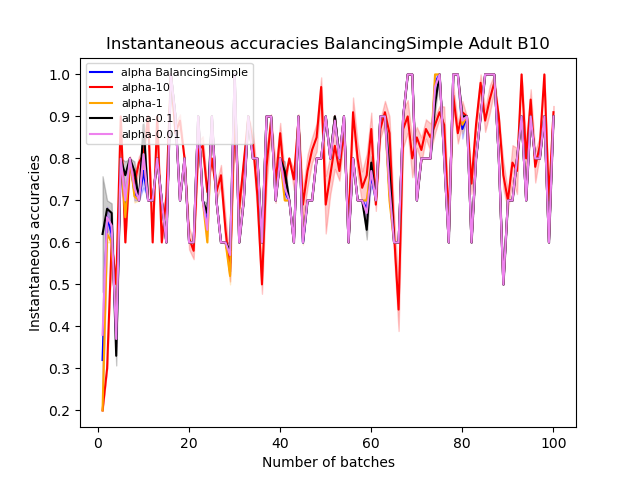 Instantaneous accuracies BalancingSimple Adult B10
alpha BalancingSimple
alpha-10
alpha-1
alpha-0.1
alpha-0.01
1.0
0.9
0.8
0.7
0.6
0.5
0.4
0.3
0.2
Instantaneous accuracies
0 20 40 60 80 100
Number of batches